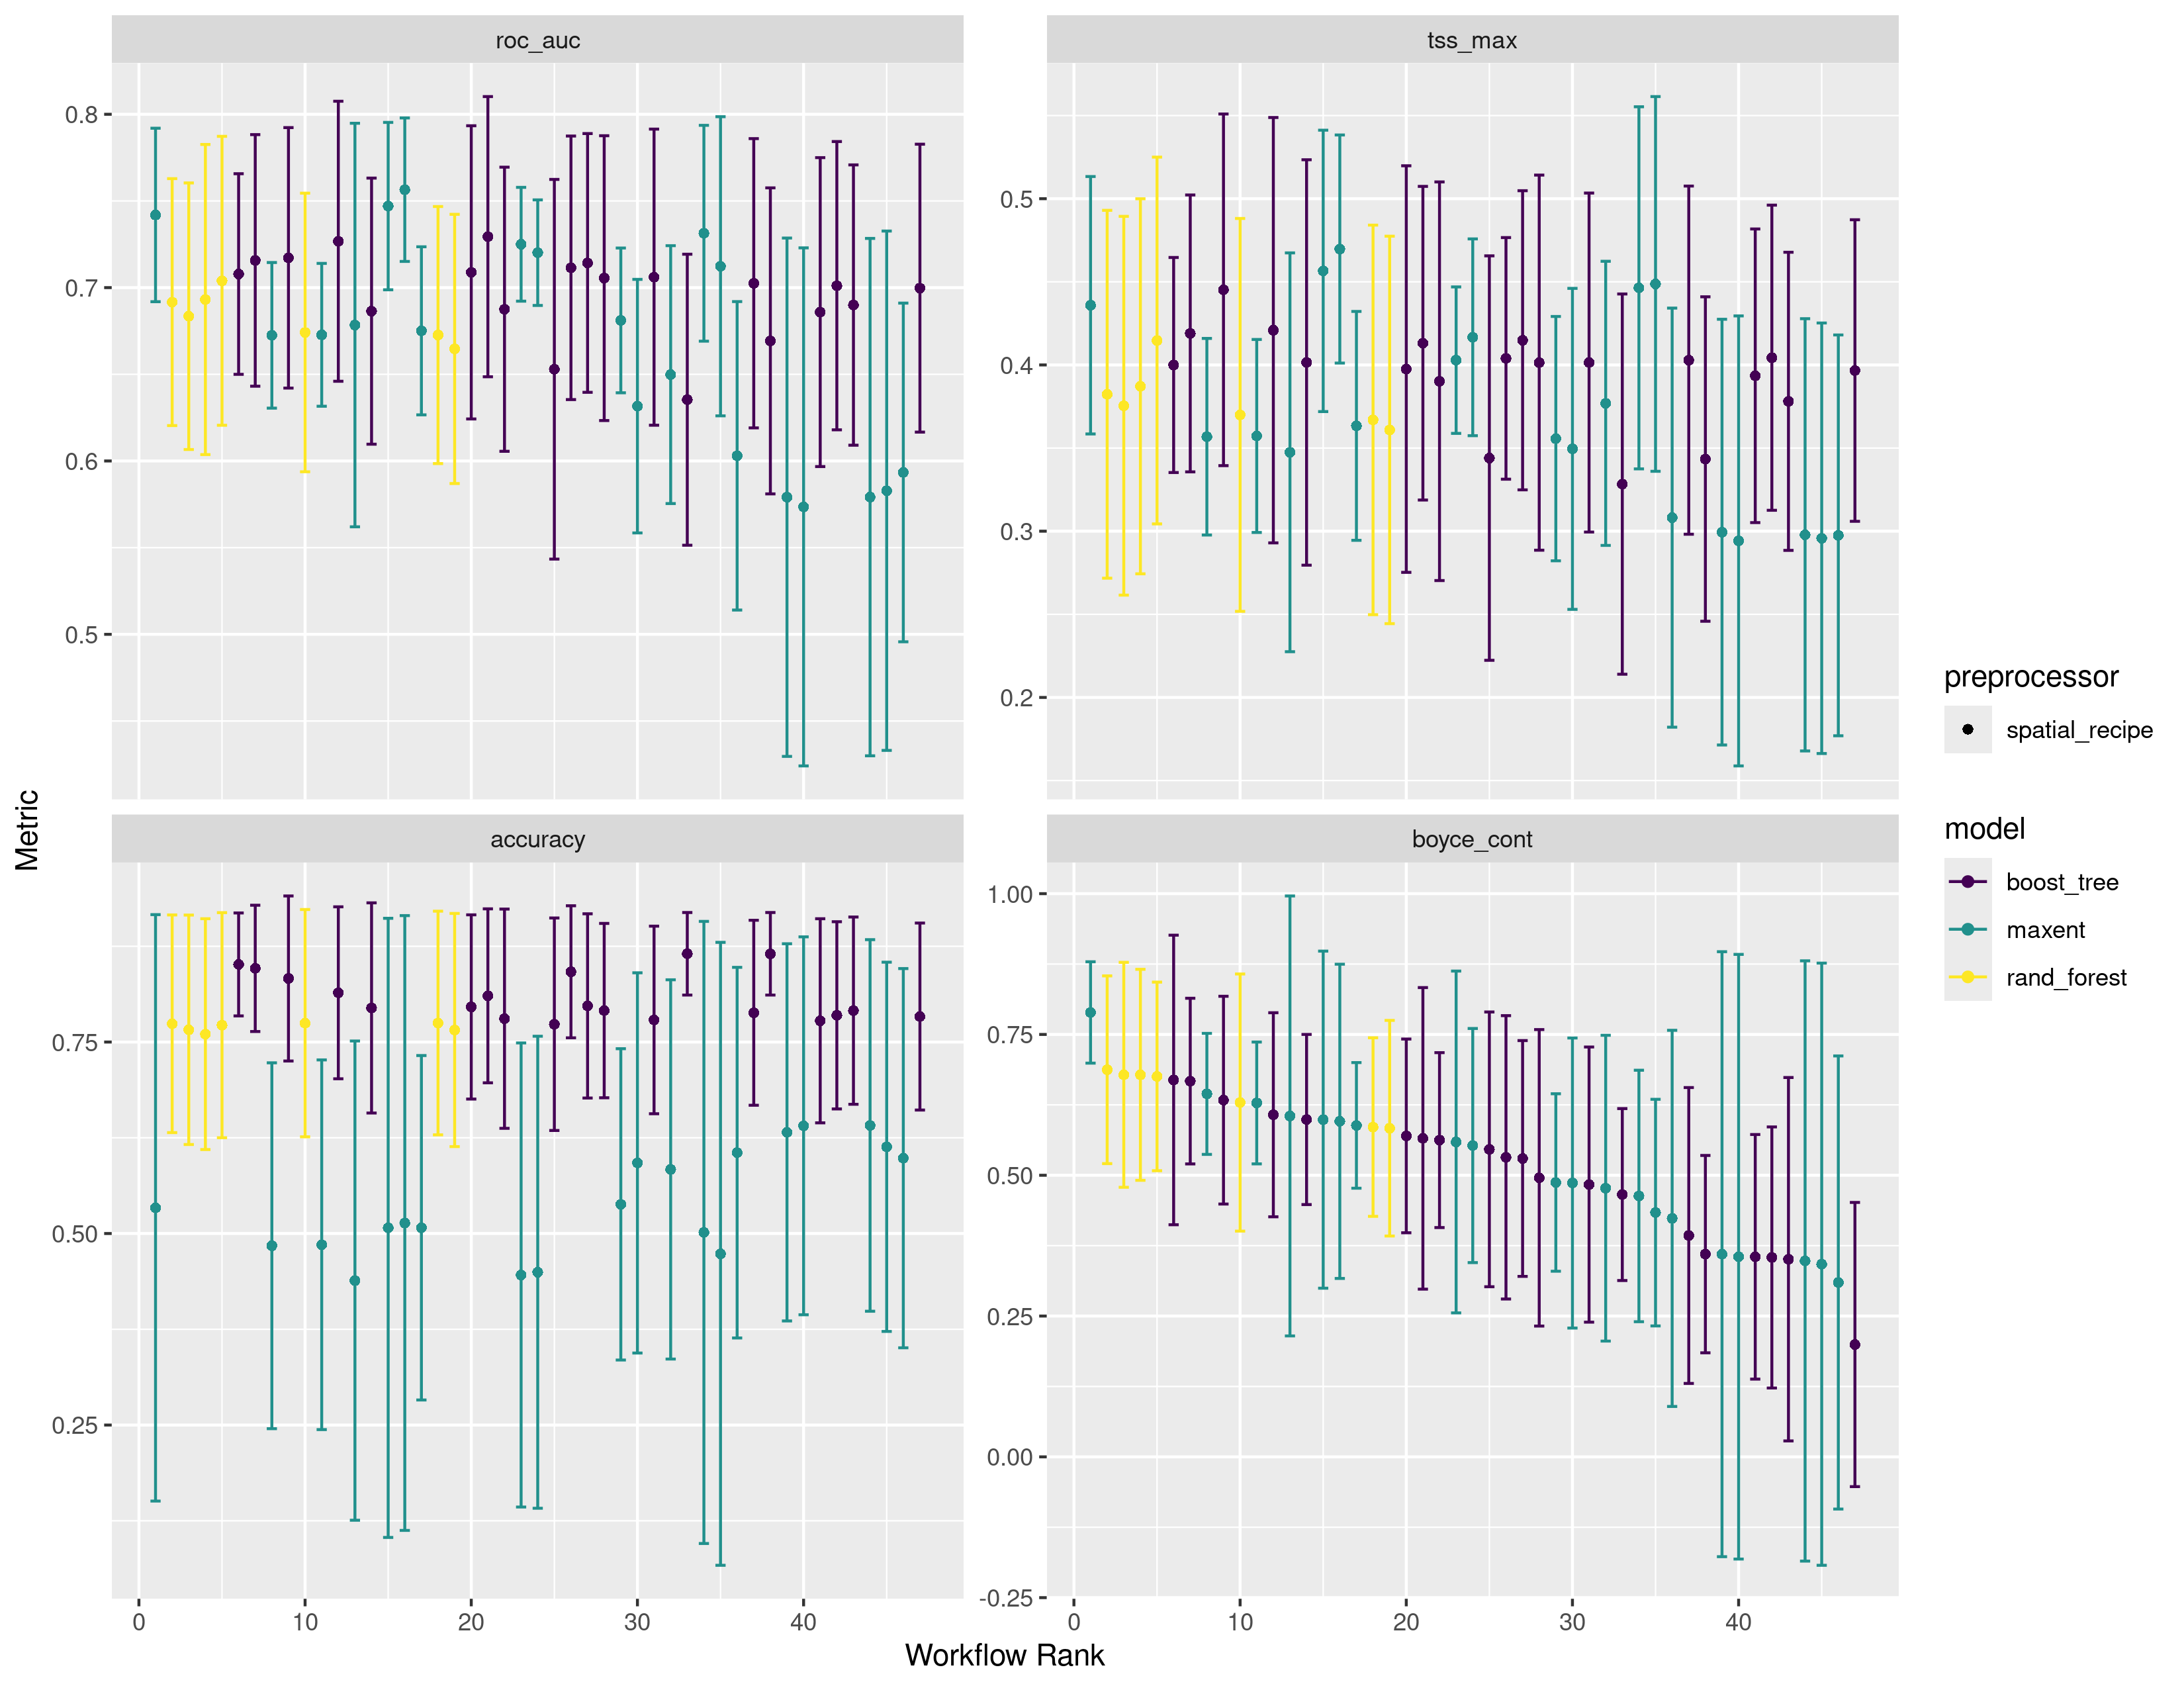 roc_auc
tss_max
0.8
0.7
0.6
0.5
0.5
0.4
0.3
0.2
accuracy
boyce_cont
0.75
0.50
0.25
1.00
0.75
0.50
0.25
0.00
-0.25
0 10 20 30 40
0 10 20 30 40
Metric
Workflow Rank
preprocessor
spatial_recipe
model
boost_tree
maxent
rand_forest